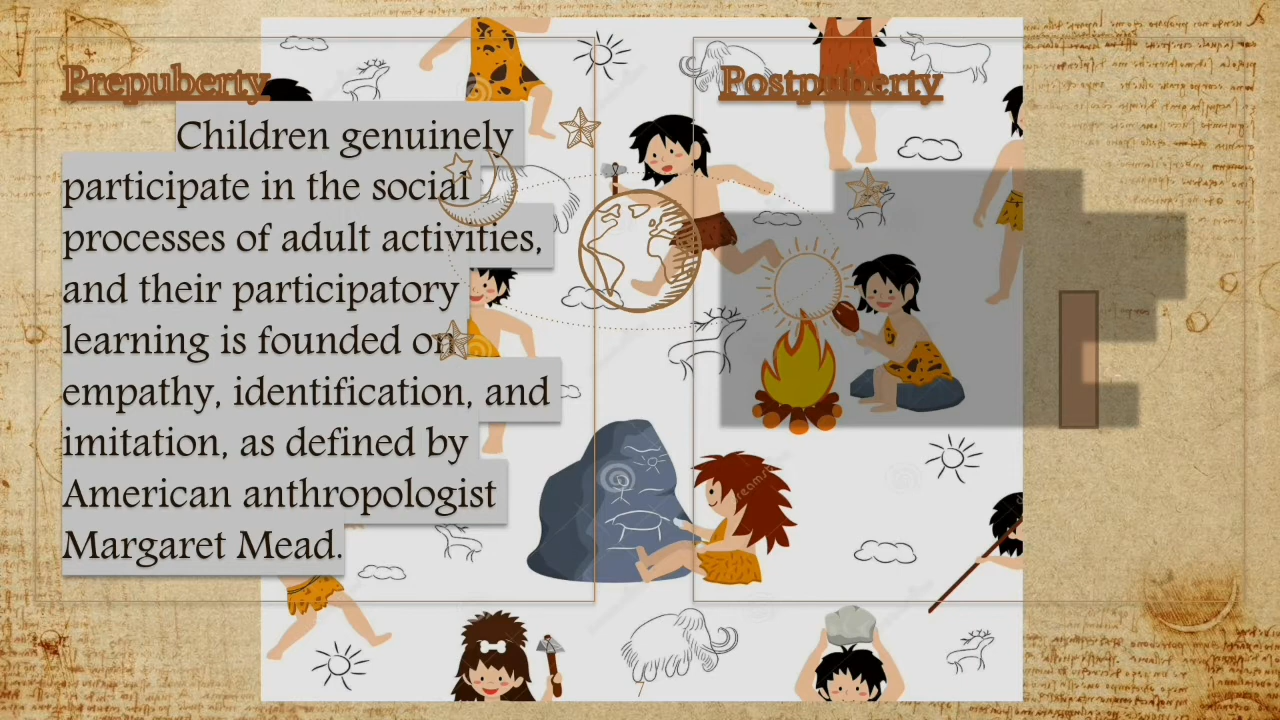 Prepuberty
Children genuinely
participate in the social
processes of adult activities,
and their participatory
learning is founded on
empathy, identification, and
imitation, as defined by
American anthropologist
Margaret Mead.
Postpuberty